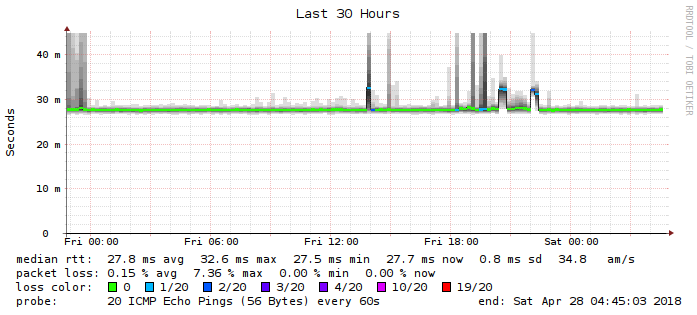 Last 30 Hours
RRDTOOL / TOBI OETIKER
Seconds
40 m
30 m
20 m
10 m
0
Fri 00:00 Fri 06:00 Fri 12:00 Fri 18:00 Sat 00:00
median rtt: 27.8 ms avg 32.6 ms max 27.5 ms min 27.7 ms now 0.8 ms sd 34.8 am/s
packet loss: 0.15 % avg 7.36 % max 0.00 % min 0.00 % now
loss color: 0 1/20 2/20 3/20 4/20 10/20 19/20
probe: 20 ICMP Echo Pings (56 Bytes) every 60s end: Sat Apr 28 04:45:03 2018